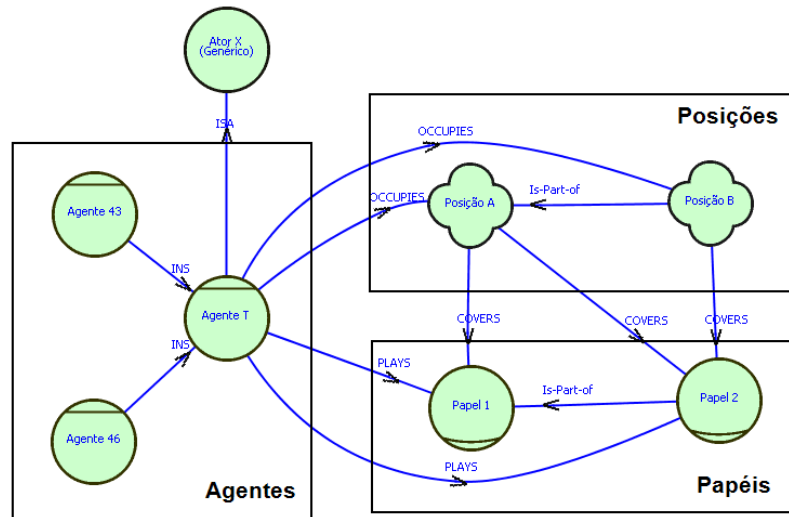 Ator X
(Genérico)
ISA
Posições
OCCUPIES
OCCUPIES
Is-Part-of
Posição A
Posição B
Agente 43
INS
Agente T
INS
Agente 46
Agentes
COVERS
COVERS
COVERS
PLAYS
Is-Part-of
Papel 1
Papel 2
PLAYS
Papéis